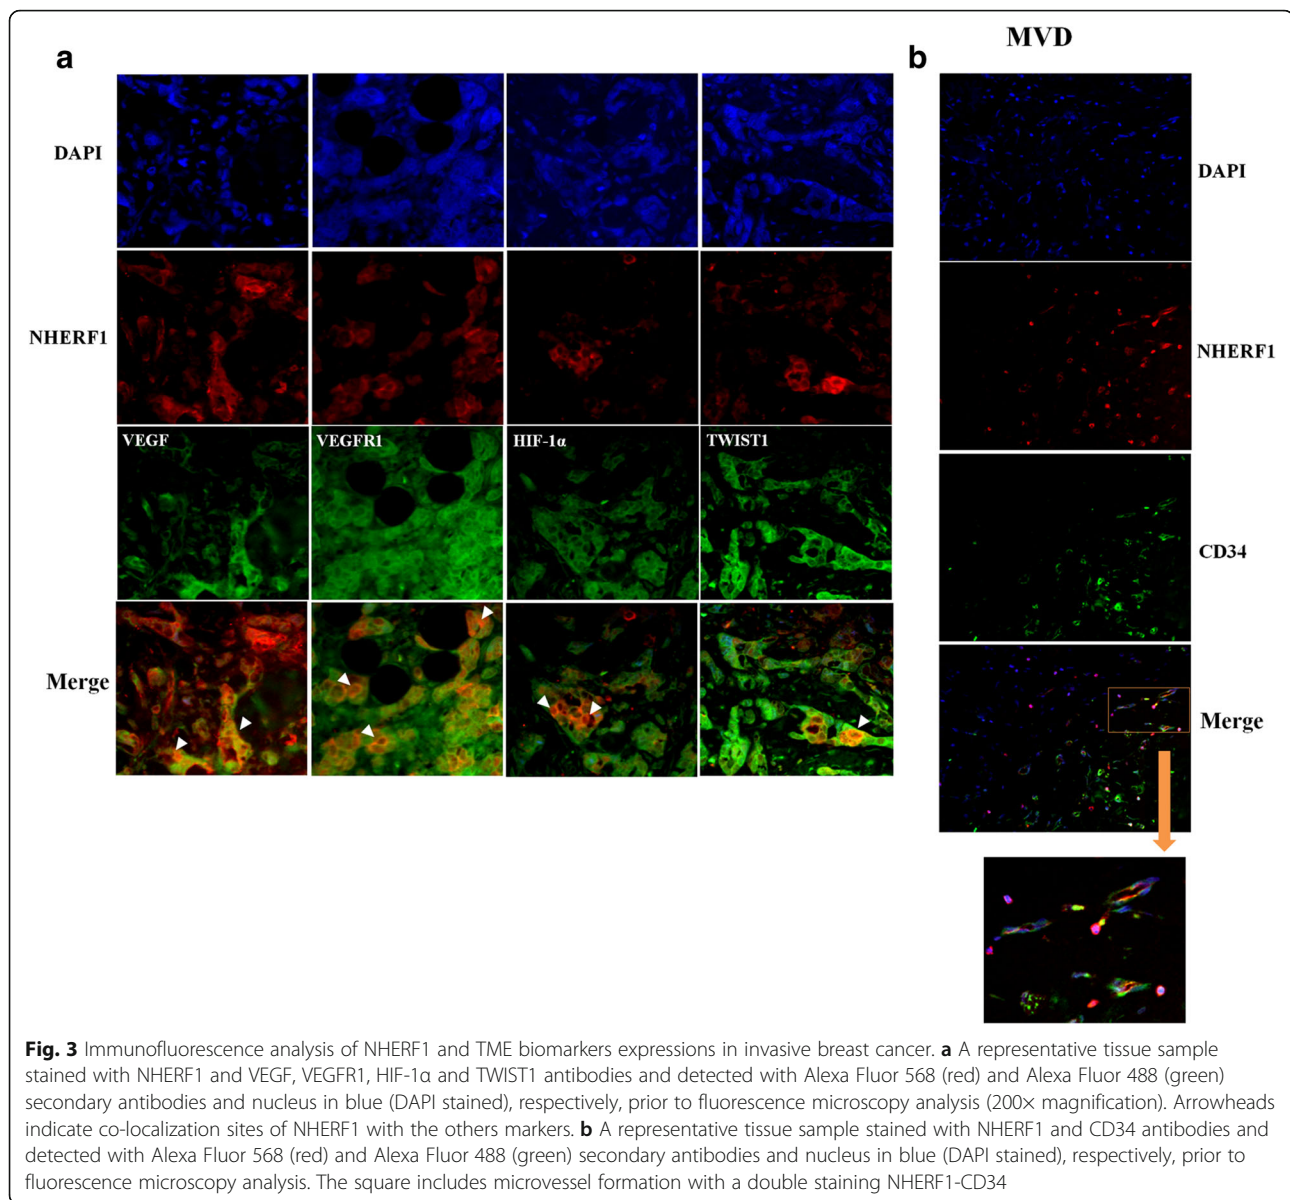 MVD
a
b
DAPI
DAPI
NHERF1
NHERF1
VEGF
VEGFR1
HIF-1α
TWIST1
CD34
Merge
Merge
Fig. 3 Immunofluorescence analysis of NHERF1 and TME biomarkers expressions in invasive breast cancer. a A representative tissue sample
stained with NHERF1 and VEGF, VEGFR1, HIF-1α and TWIST1 antibodies and detected with Alexa Fluor 568 (red) and Alexa Fluor 488 (green)
secondary antibodies and nucleus in blue (DAPI stained), respectively, prior to fluorescence microscopy analysis (200× magnification). Arrowheads
indicate co-localization sites of NHERF1 with the others markers. b A representative tissue sample stained with NHERF1 and CD34 antibodies and
detected with Alexa Fluor 568 (red) and Alexa Fluor 488 (green) secondary antibodies and nucleus in blue (DAPI stained), respectively, prior to
fluorescence microscopy analysis. The square includes microvessel formation with a double staining NHERF1-CD34